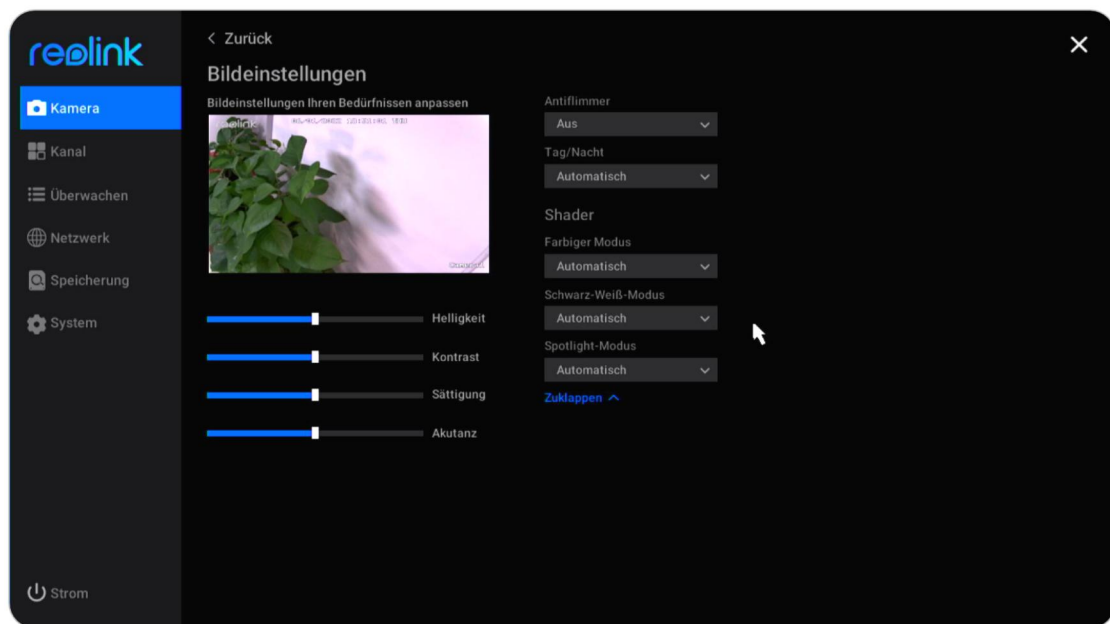 reolink
Kamera
Kanal
Überwachen
Netzwerk
Speicherung
System
Strom
Zurück
Bildeinstellungen
Bildeinstellungen Ihren Bedürfnissen anpassen
reolink
Helligkeit
Kontrast
Sättigung
Akutanz
Antiflimmer
Aus
Tag/Nacht
Automatisch
Shader
Farbiger Modus
Automatisch
Schwarz-Weiß-Modus
Automatisch
Spotlight-Modus
Automatisch
Zuklappen